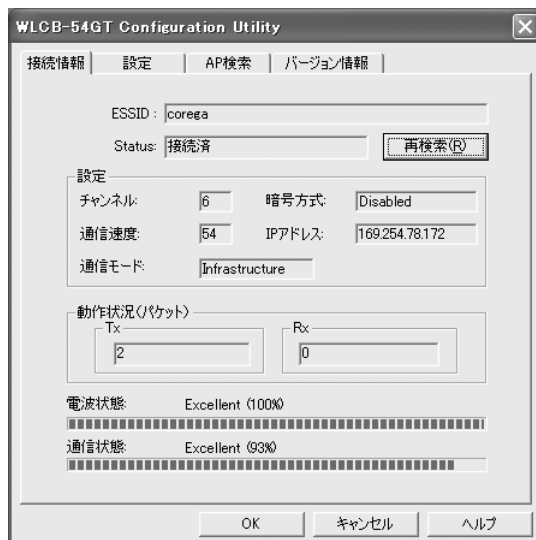 WLCB-54GT Configuration Utility
接続情報 設定 AP検索 バージョン情報
ESSID : corega
Status: 接続済 再検索(R)
設定
チャンネル: 6 暗号方式: Disabled
通信速度: 54 IPアドレス: 169.254.78.172
通信モード: Infrastructure
動作状況(パケット)
Tx Rx
2 0
電波状態: Excellent (100%)
通信状態: Excellent (93%)
OK キャンセル ヘルプ